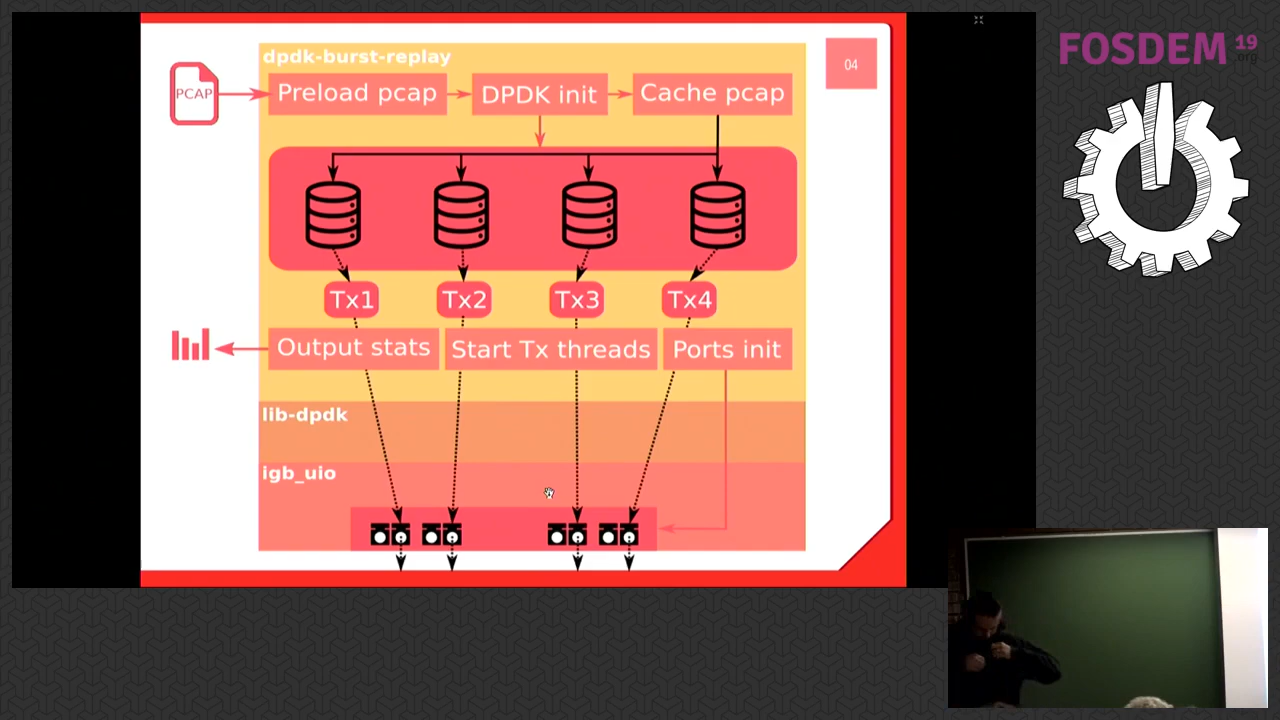 FOSDEM 19
.org
04
dpdk-burst-replay
PCAP
Preload pcap
DPDK init
Cache pcap
Tx1
Tx2
Tx3
Tx4
Output stats
Start Tx threads
Ports init
lib-dpdk
igb_uio